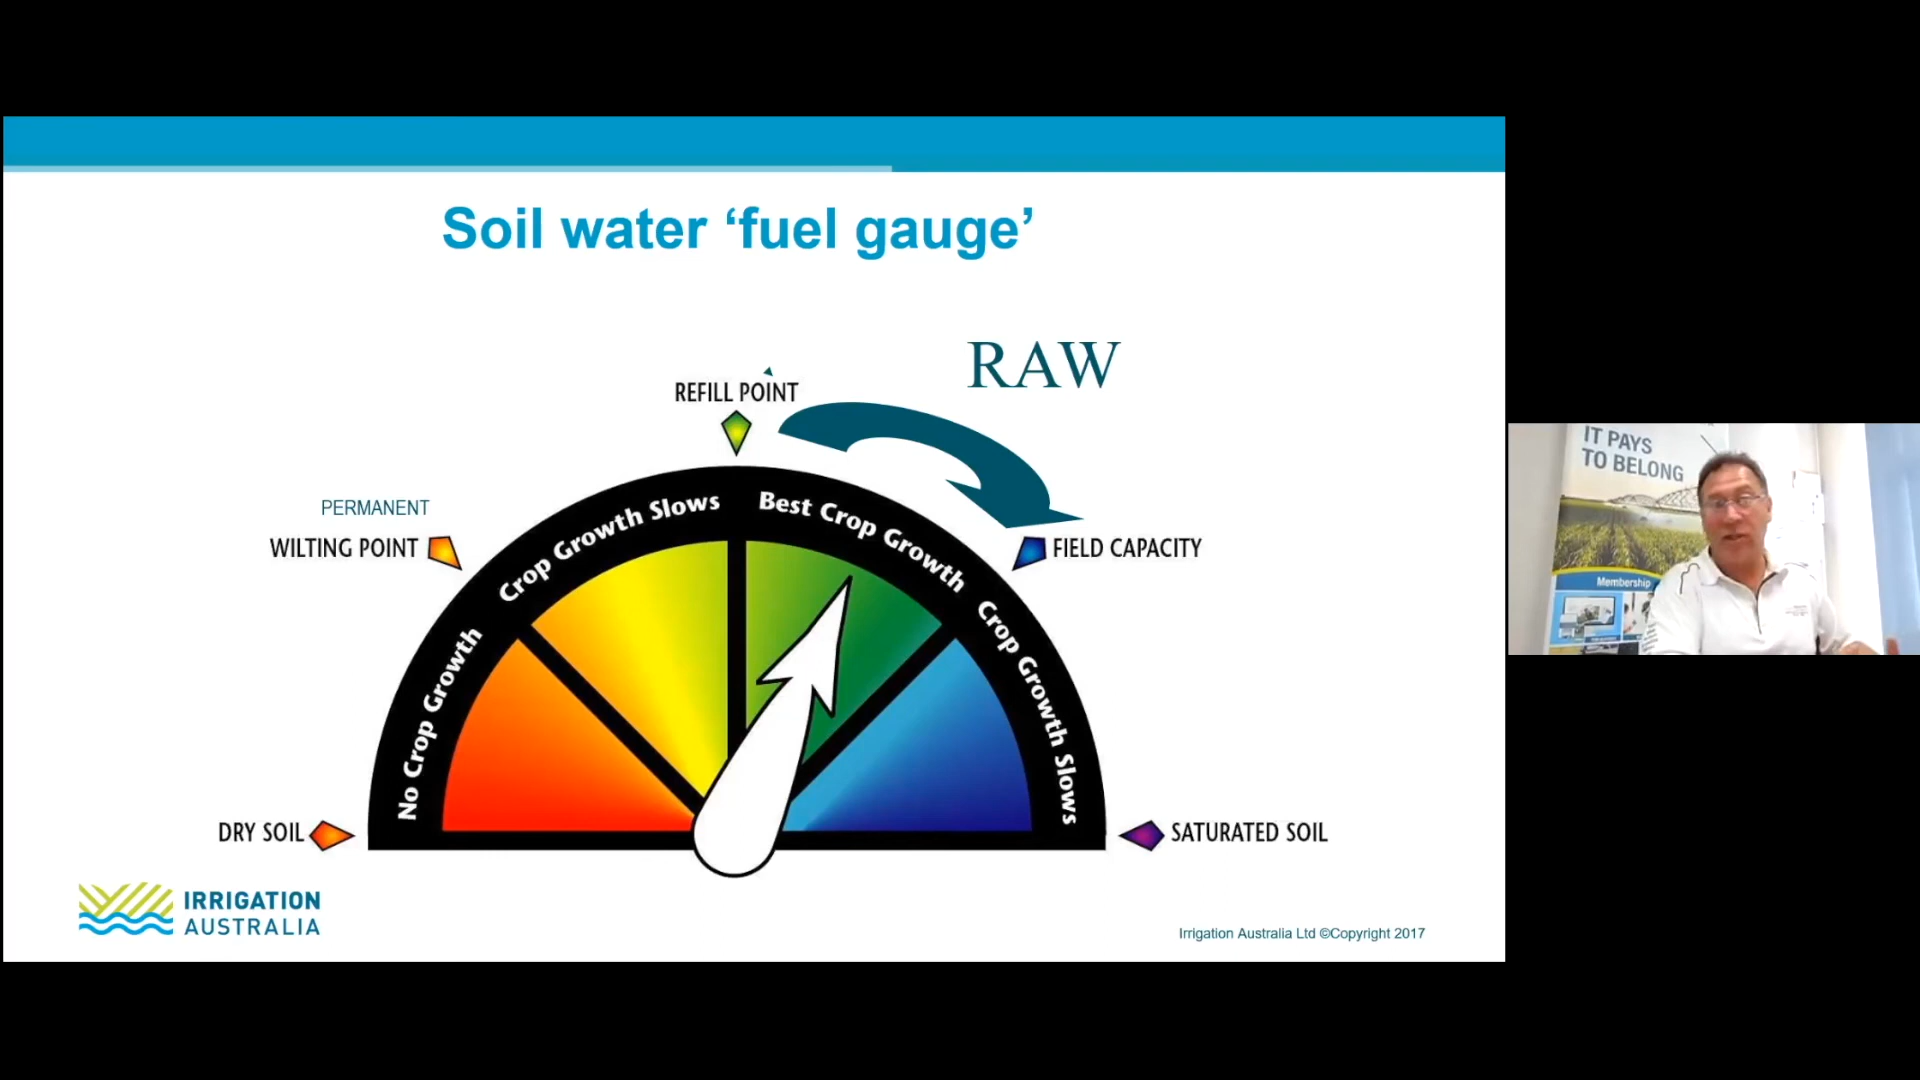 Soil water ‘fuel gauge’
RAW
REFILL POINT
PERMANENT
WILTING POINT
FIELD CAPACITY
No Crop Growth
Crop Growth Slows
Best Crop Growth
Crop Growth Slows
DRY SOIL
SATURATED SOIL
IRRIGATION
AUSTRALIA
Irrigation Australia Ltd ©Copyright 2017
IT PAYS
TO BELONG
Membership